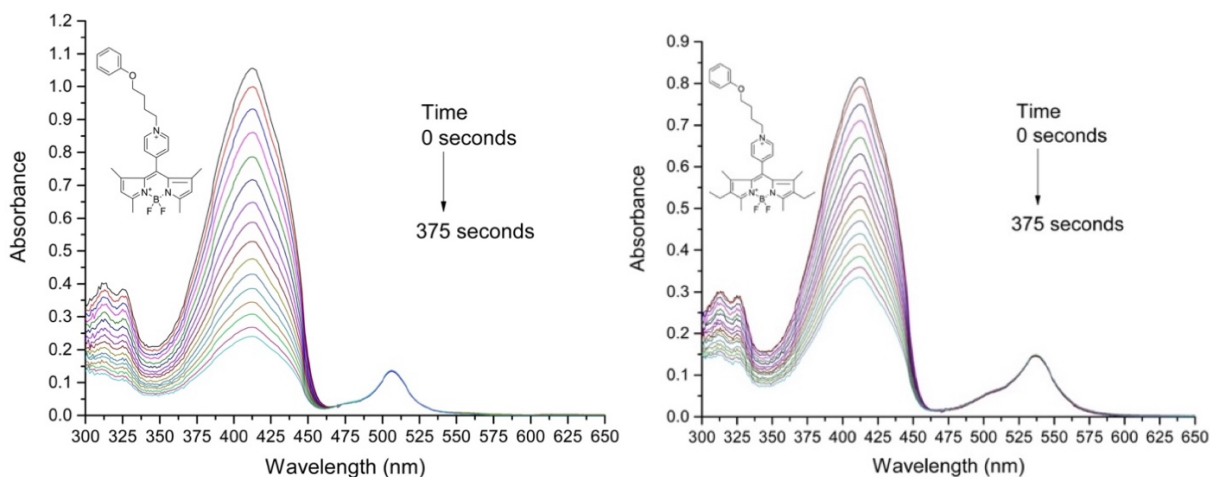 1.2
1.1
1.0
0.9
0.8
0.7
0.6
0.5
0.4
0.3
0.2
0.1
0.0
Absorbance
300 325 350 375 400 425 450 475 500 525 550 575 600 625 650
Wavelength (nm)
O
N+
N+ N
B-
F F
Time
0 seconds
375 seconds
0.9
0.8
0.7
0.6
0.5
0.4
0.3
0.2
0.1
0.0
Absorbance
300 325 350 375 400 425 450 475 500 525 550 575 600 625 650
Wavelength (nm)
O
N+
N+ N
B-
F F
Time
0 seconds
375 seconds